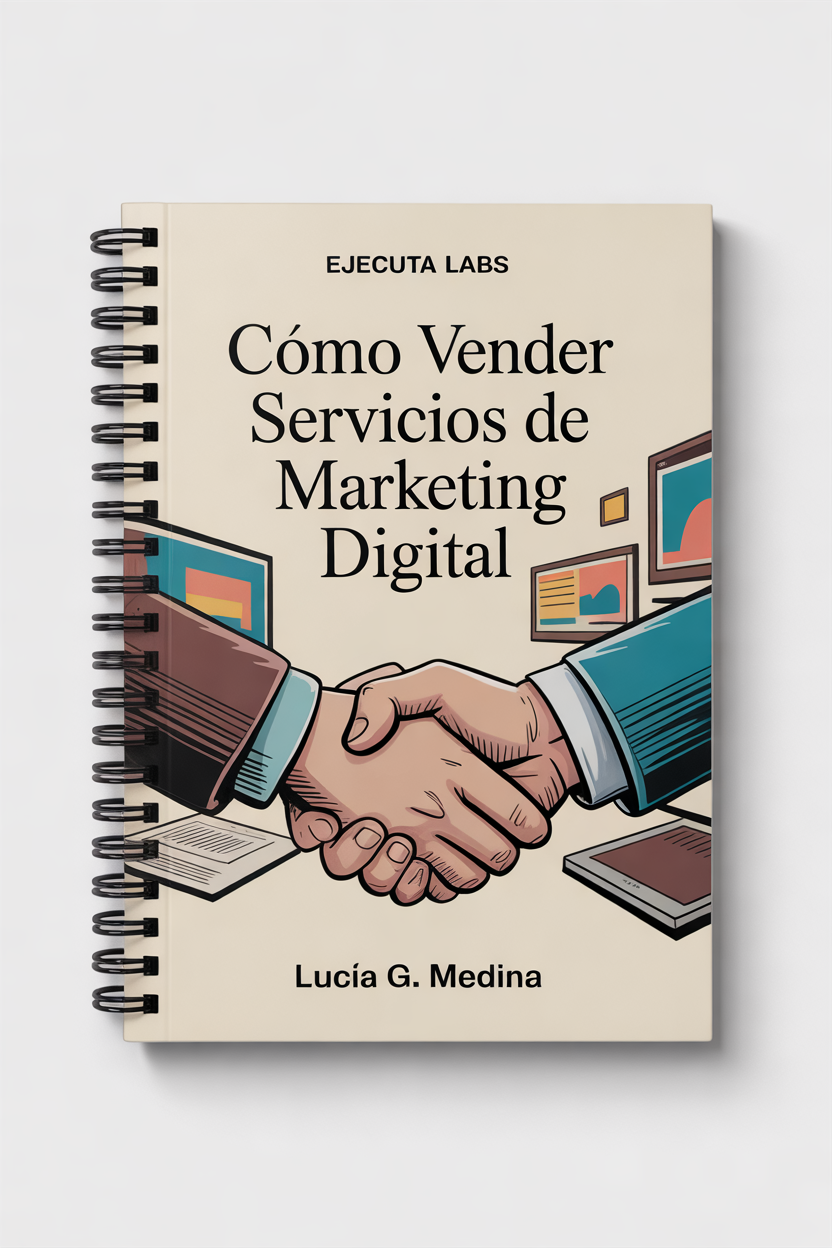 EJECUTA LABS
Cómo Vender
Servicios de
Marketing
Digital
Lucía G. Medina